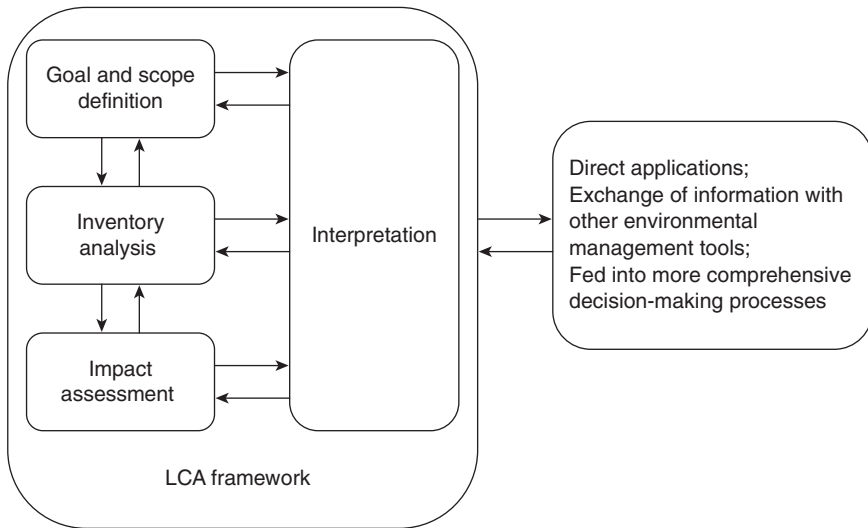 Goal and scope
definition
Inventory
analysis
Impact
assessment
Interpretation
LCA framework
Direct applications;
Exchange of information with
other environmental
management tools;
Fed into more comprehensive
decision-making processes